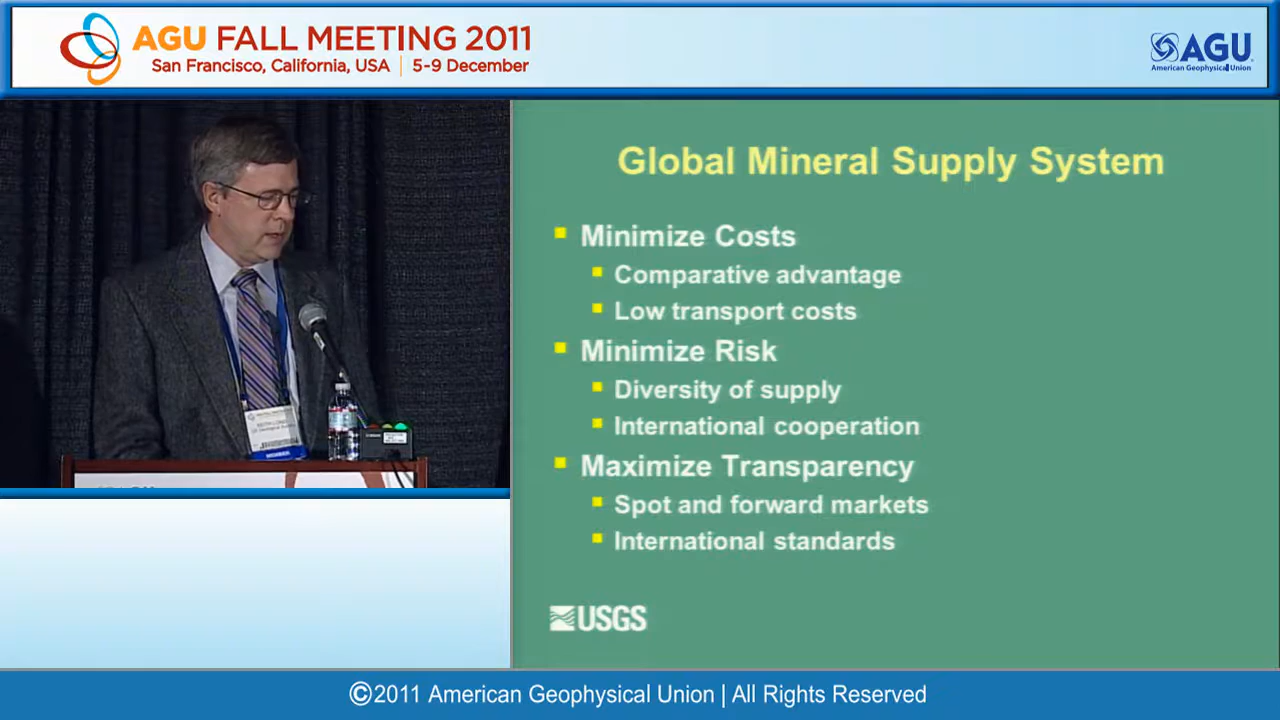 AGU FALL MEETING 2011
San Francisco, California, USA | 5-9 December
AGU
American Geophysical Union
Global Mineral Supply System
Minimize Costs
Comparative advantage
Low transport costs
Minimize Risk
Diversity of supply
International cooperation
Maximize Transparency
Spot and forward markets
International standards
USGS
©2011 American Geophysical Union | All Rights Reserved